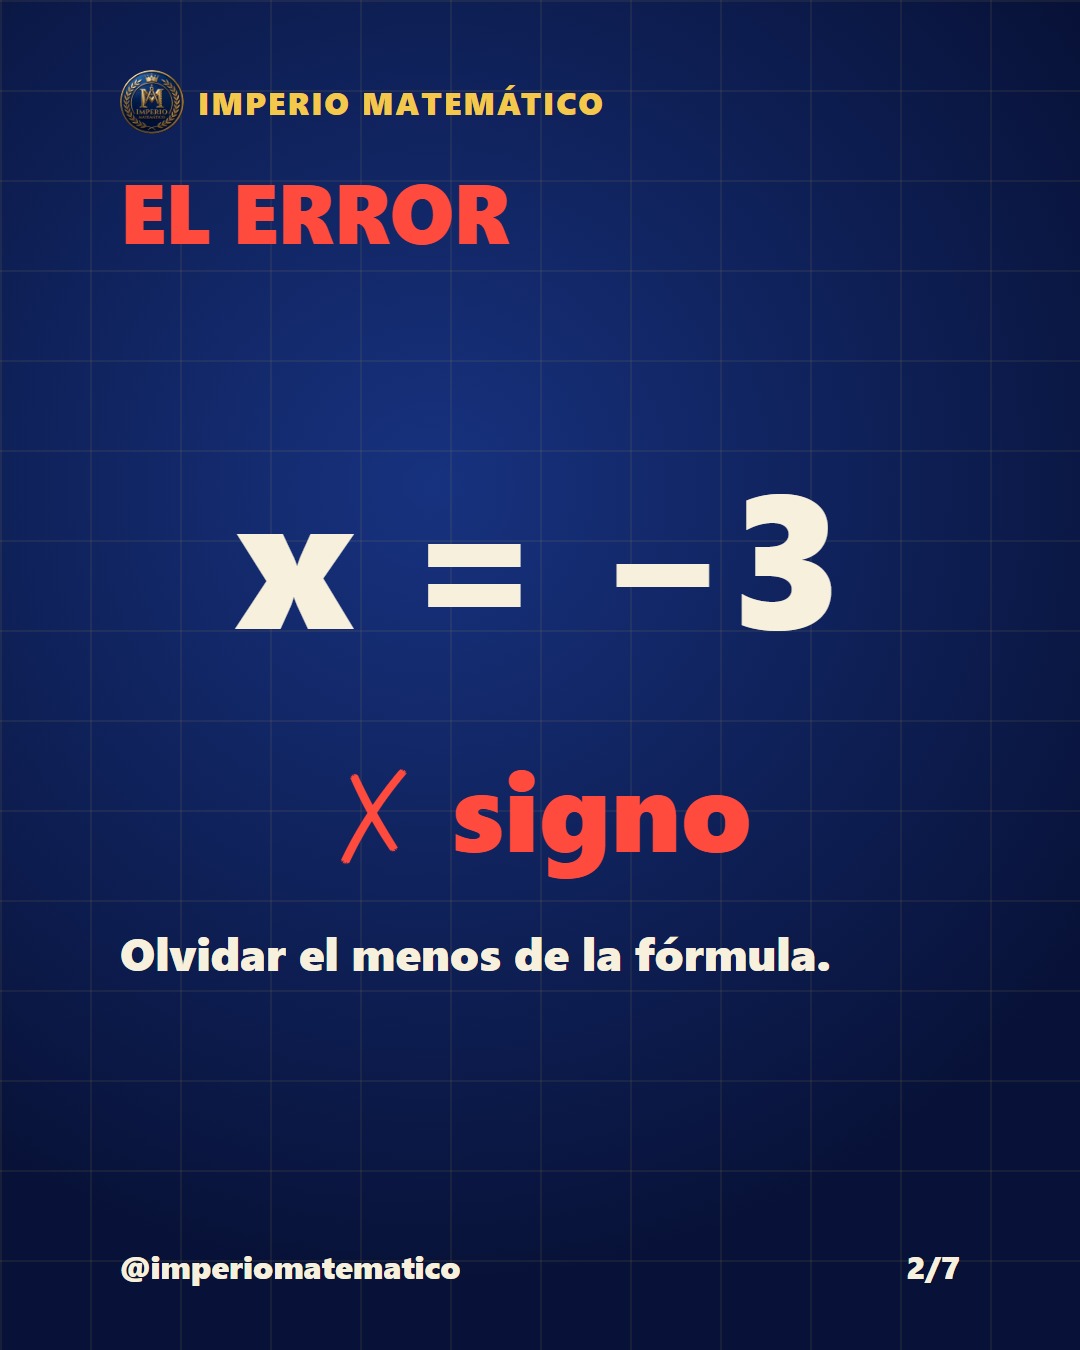 IMPERIO MATEMÁTICO
EL ERROR
x = −3
✗ signo
Olvidar el menos de la fórmula.
@imperiomatematico
2/7